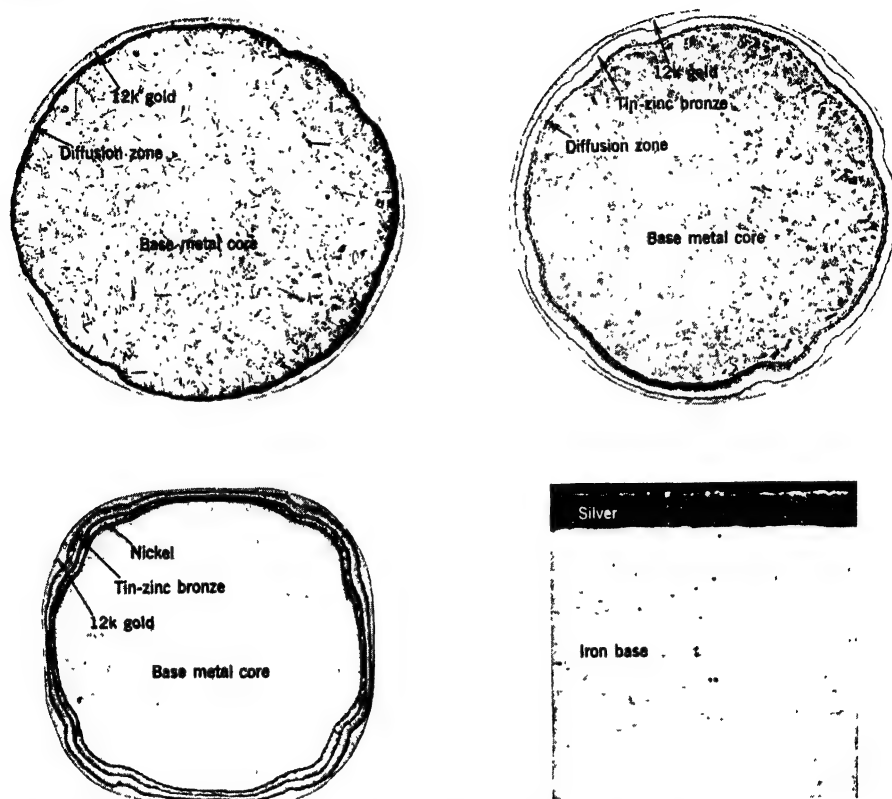 12k gold
Diffusion zone
Base metal core
12k gold
Tin-zinc bronze
Diffusion zone
Base metal core
Nickel
Tin-zinc bronze
12k gold
Base metal core
Silver
Iron base